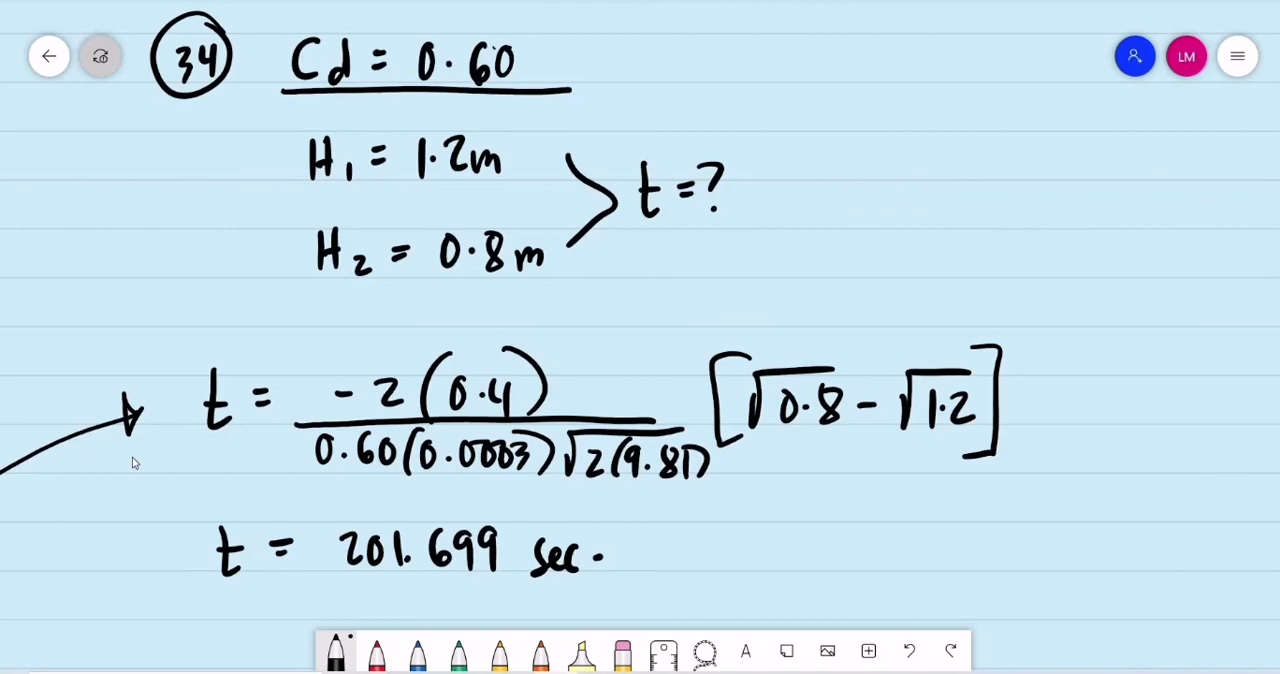 34 Cd = 0.60
H₁ = 1.2m
t = ?
H₂ = 0.8m
t = -2(0.4) / 0.60(0.0003)√2(9.81) [√0.8 - √1.2]
t = 201.699 sec.
LM
A